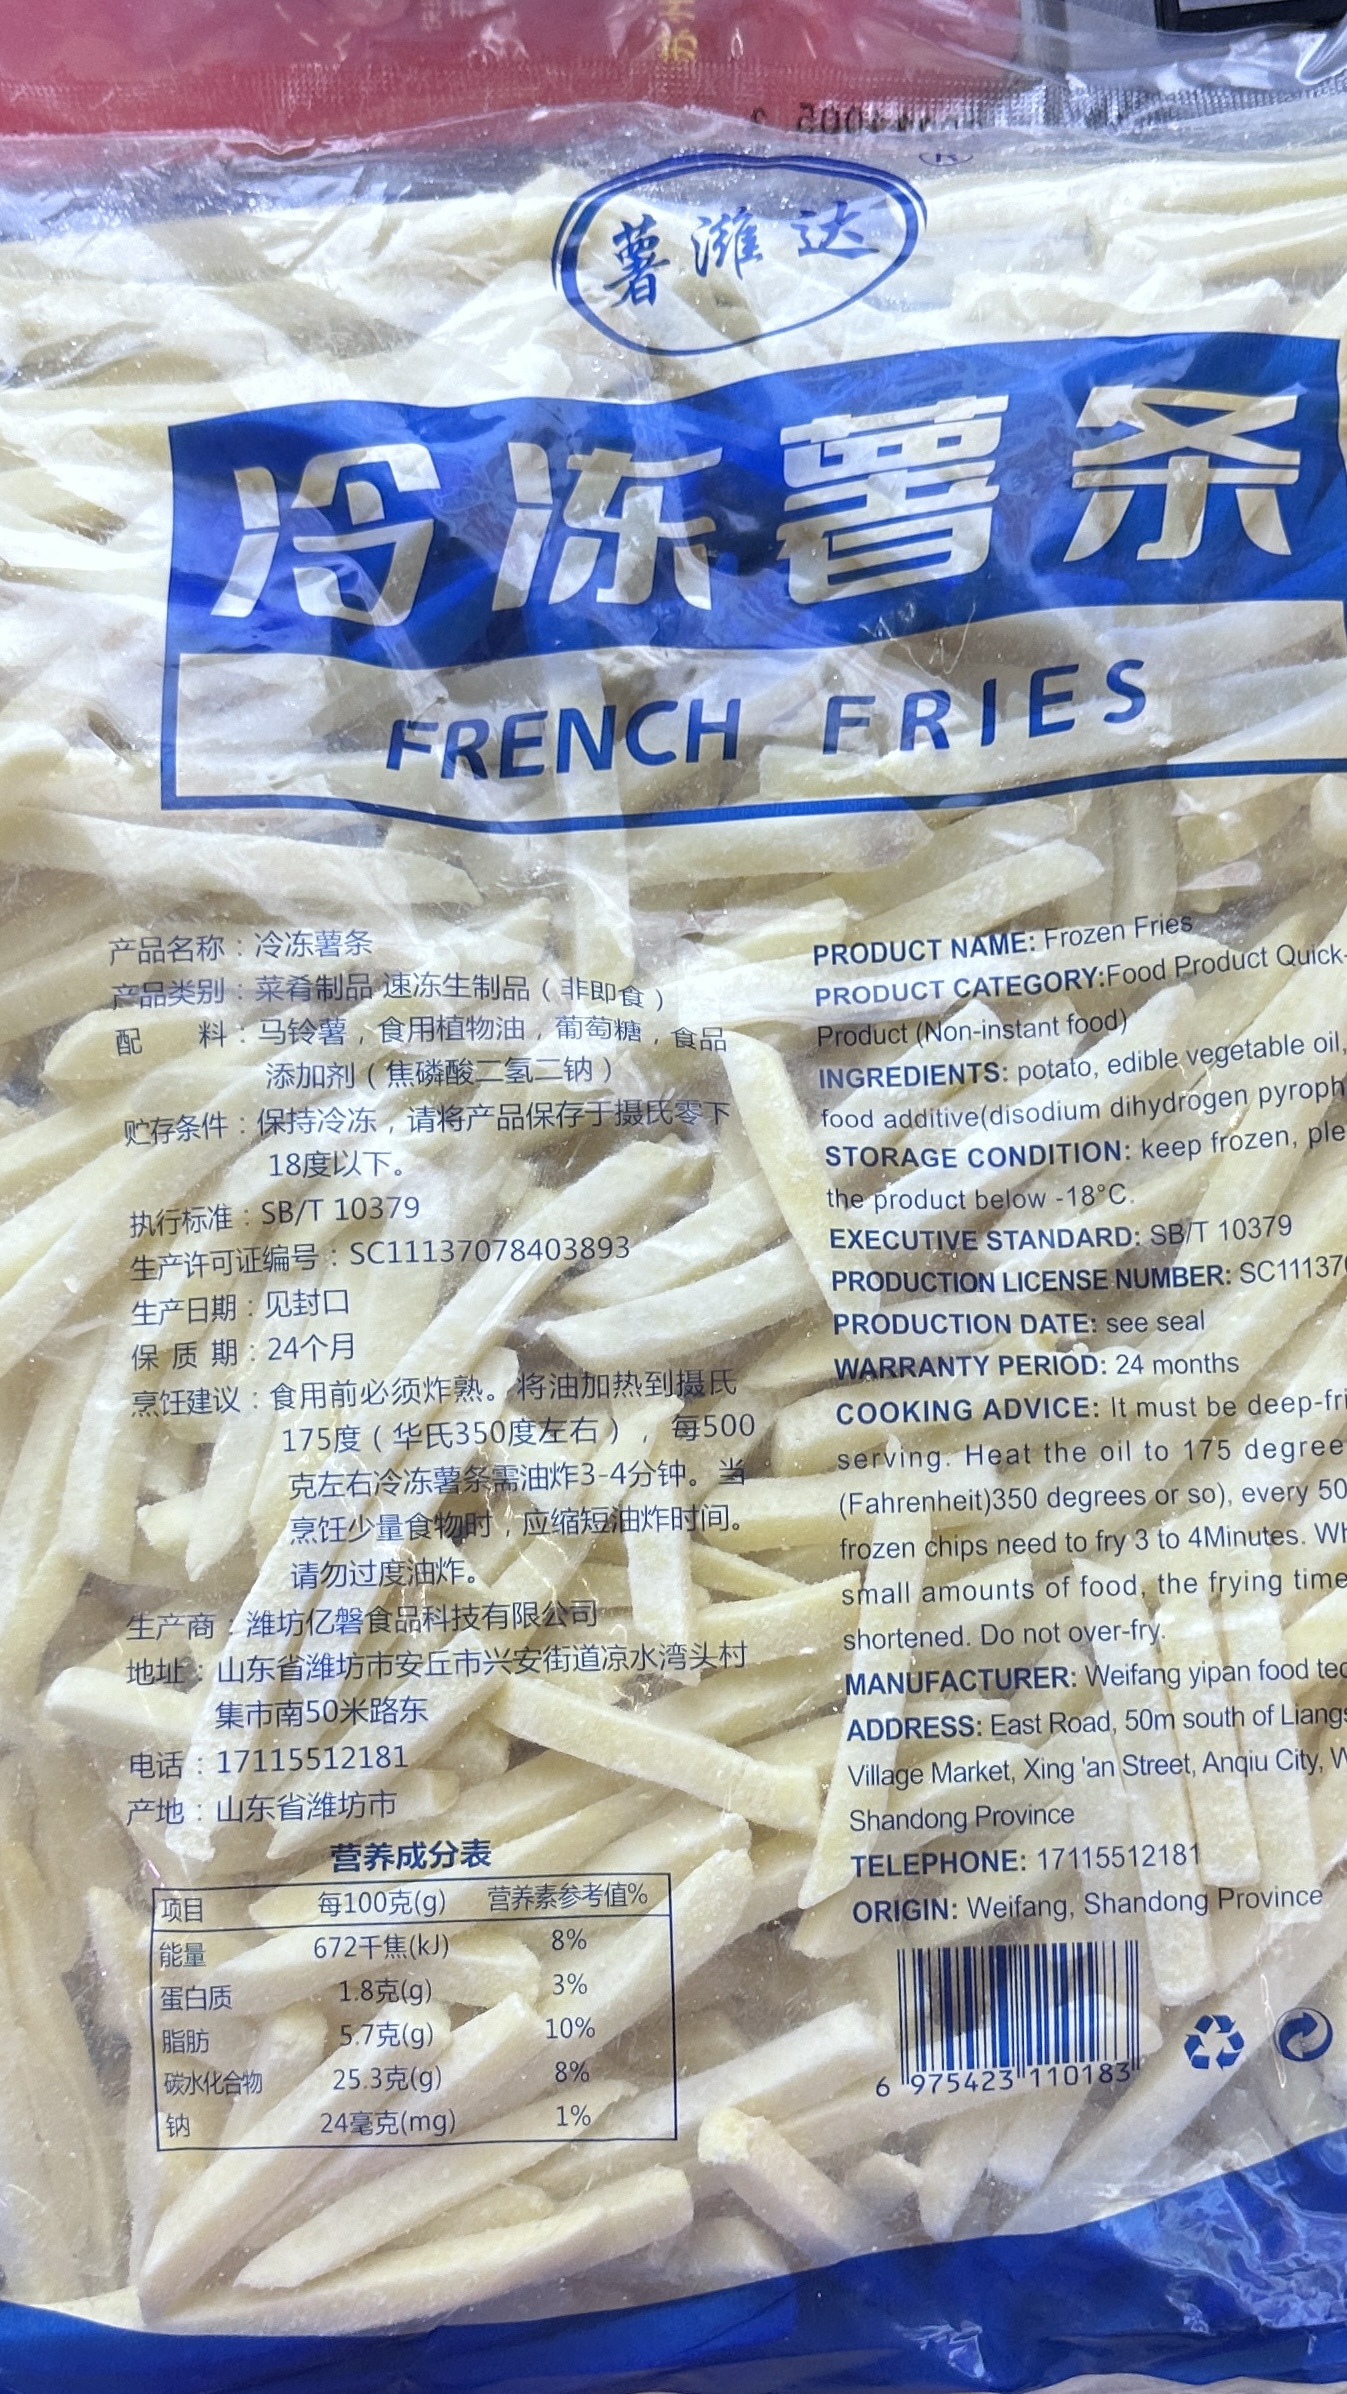 薯潍达
冷冻薯条
FRENCH FRIES
产品名称：冷冻薯条
产品类别：菜肴制品 速冻生制品（非即食）
配 料：马铃薯，食用植物油，葡萄糖，食品
添加剂（焦磷酸二氢二钠）
贮存条件：保持冷冻，请将产品保存于摄氏零下
18度以下。
执行标准：SB/T 10379
生产许可证编号：SC11137078403893
生产日期：见封口
保 质 期：24个月
烹饪建议：食用前必须炸熟。将油加热到摄氏
175度（华氏350度左右），每500
克左右冷冻薯条需油炸3-4分钟。当
烹饪少量食物时，应缩短油炸时间。
请勿过度油炸。
生产商：潍坊亿磐食品科技有限公司
地址：山东省潍坊市安丘市兴安街道凉水湾头村
集市南50米路东
电话：17115512181
产地：山东省潍坊市
营养成分表
项目 每100克(g) 营养素参考值%
能量 672千焦(kJ) 8%
蛋白质 1.8克(g) 3%
脂肪 5.7克(g) 10%
碳水化合物 25.3克(g) 8%
钠 24毫克(mg) 1%
PRODUCT NAME: Frozen Fries
PRODUCT CATEGORY:Food Product Quick-
Product (Non-instant food)
INGREDIENTS: potato, edible vegetable oil,
food additive(disodium dihydrogen pyroph
STORAGE CONDITION: keep frozen, ple
the product below -18°C.
EXECUTIVE STANDARD: SB/T 10379
PRODUCTION LICENSE NUMBER: SC11137
PRODUCTION DATE: see seal
WARRANTY PERIOD: 24 months
COOKING ADVICE: It must be deep-fri
serving. Heat the oil to 175 degree
(Fahrenheit)350 degrees or so), every 50
frozen chips need to fry 3 to 4Minutes. Wh
small amounts of food, the frying time
shortened. Do not over-fry.
MANUFACTURER: Weifang yipan food tec
ADDRESS: East Road, 50m south of Liangs
Village Market, Xing 'an Street, Anqiu City, W
Shandong Province
TELEPHONE: 17115512181
ORIGIN: Weifang, Shandong Province
6 975423 110183